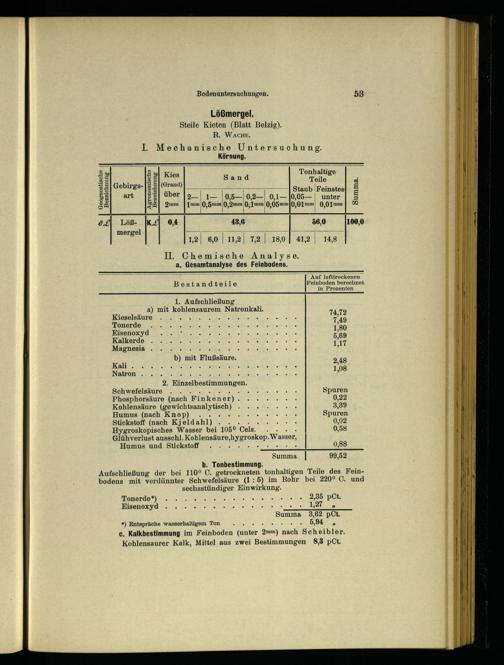 Bodenuntersuchungen. 53
Lößmergel.
Steile Kieten (Blatt Belzig).
R. Wache.
I. Mechanische Untersuchung.
Körnung.
Geognostische Bezeichnung | Gebirgsart | Agronomische Bezeichnung | Kies (Grand) über 2mm | Sand | Tonhaltige Teile | Summa.
2—1mm | 1—0,5mm | 0,5—0,2mm | 0,2—0,1mm | 0,1—0,05mm | Staub 0,05—0,01mm | Feinstes unter 0,01mm
Lößmergel | 0,4 | 43,6 | 56,0 | 100,0
1,2 | 6,0 | 11,2 | 7,2 | 18,0 | 41,2 | 14,8
II. Chemische Analyse.
a. Gesamtanalyse des Feinbodens.
Bestandteile | Auf lufttrockenen Feinboden berechnet in Prozenten
1. Aufschließung
a) mit kohlensaurem Natronkali.
Kieselsäure 74,72
Tonerde 7,49
Eisenoxyd 1,80
Kalkerde 5,69
Magnesia 1,17
b) mit Flußsäure.
Kali 2,48
Natron 1,08
2. Einzelbestimmungen.
Schwefelsäure Spuren
Phosphorsäure (nach Finkener) 0,22
Kohlensäure (gewichtsanalytisch) 3,39
Humus (nach Knop) Spuren
Stickstoff (nach Kjeldahl) 0,02
Hygroskopisches Wasser bei 105° Cels. 0,58
Glühverlust ausschl. Kohlensäure, hygroskop. Wasser,
Humus und Stickstoff 0,88
Summa 99,52
b. Tonbestimmung.
Aufschließung der bei 110° C. getrockneten tonhaltigen Teile des Fein-
bodens mit verdünnter Schwefelsäure (1 : 5) im Rohr bei 220° C. und
sechsstündiger Einwirkung.
Tonerde*) 2,35 pCt.
Eisenoxyd 1,27 „
Summa 3,62 pCt.
*) Entspräche wasserhaltigem Ton 5,94 „
c. Kalkbestimmung im Feinboden (unter 2mm) nach Scheibler.
Kohlensaurer Kalk, Mittel aus zwei Bestimmungen 8,3 pCt.